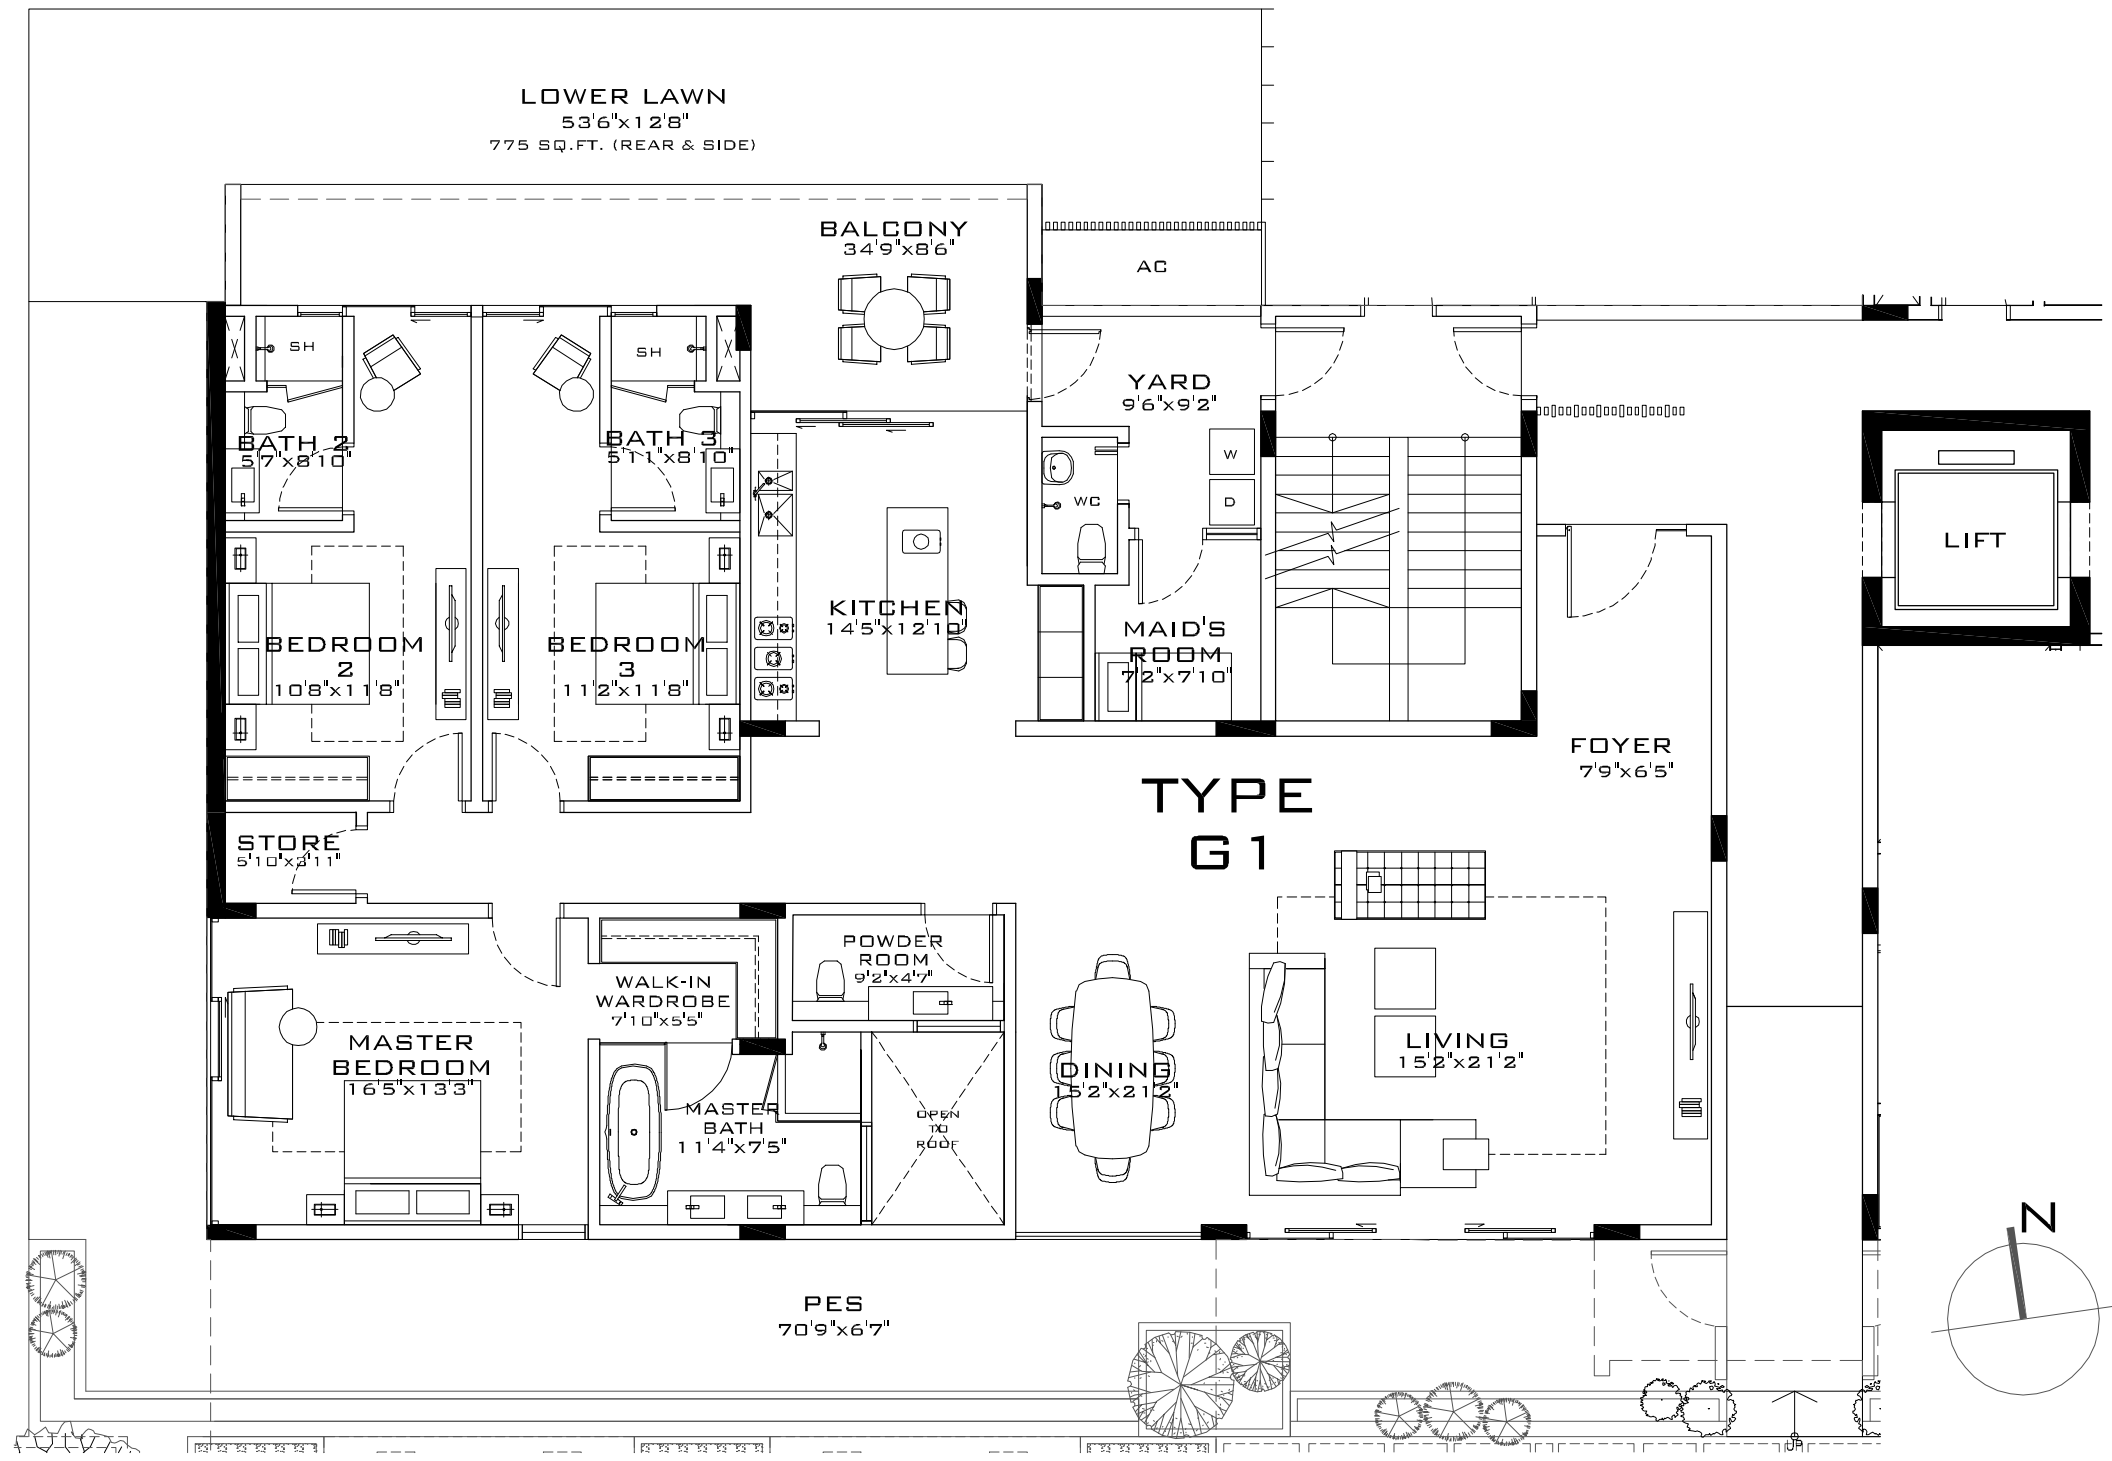 LOWER LAWN
53'6"x12'8"
775 SQ.FT. (REAR & SIDE)
BALCONY
34'9"x8'6"
AC
SH
SH
YARD
9'6"x9'2"
BATH 2
5'7"x8'10"
BATH 3
5'11"x8'10"
W
D
WC
LIFT
KITCHEN
14'5"x12'10"
BEDROOM
2
10'8"x11'8"
BEDROOM
3
11'2"x11'8"
MAID'S
ROOM
7'2"x7'10"
FOYER
7'9"x6'5"
TYPE
G1
STORE
5'10"x3'11"
POWDER
ROOM
9'2"x4'7"
WALK-IN
WARDROBE
7'10"x5'5"
MASTER
BEDROOM
16'5"x13'3"
MASTER
BATH
11'4"x7'5"
OPEN
TO
ROOF
DINING
15'2"x21'2"
LIVING
15'2"x21'2"
N
PES
70'9"x6'7"
UP